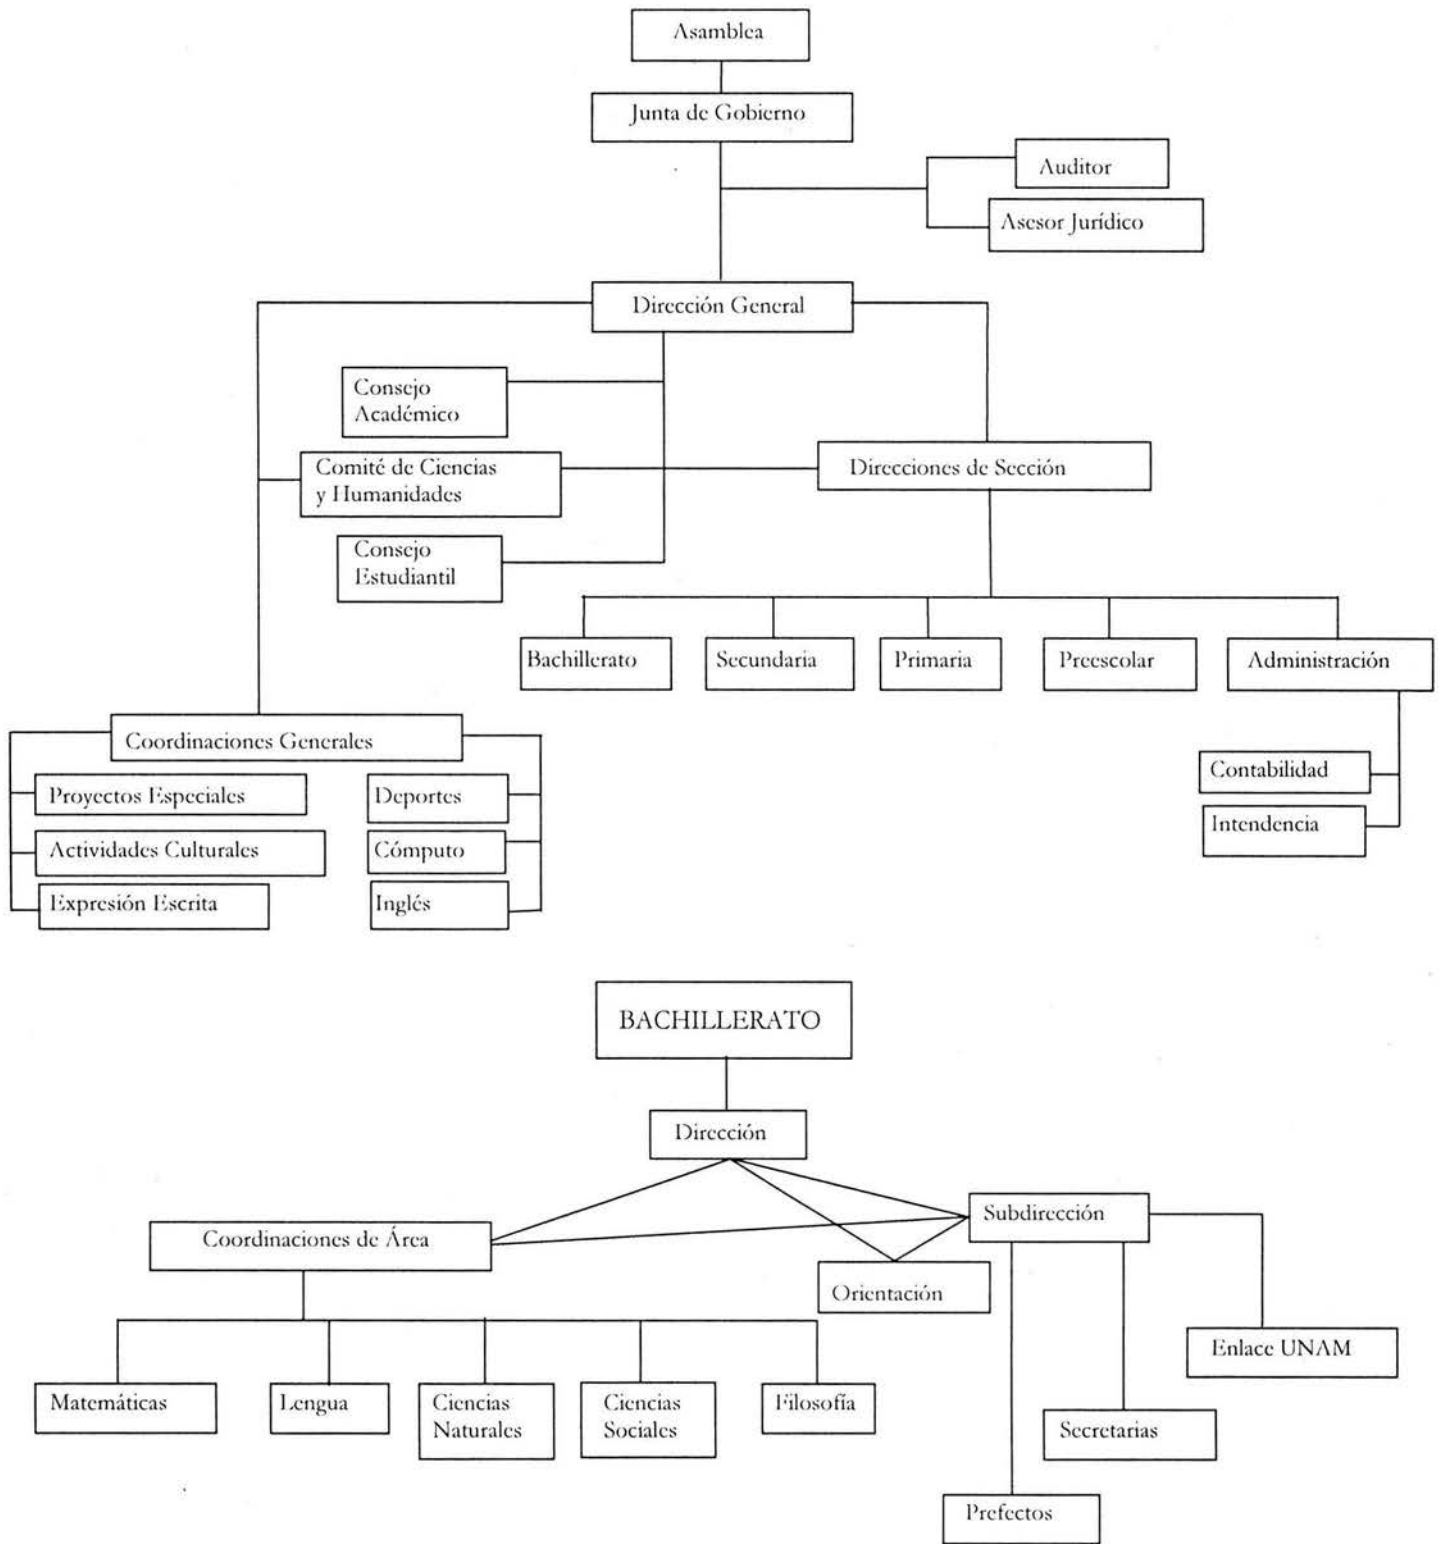 Asamblea
Junta de Gobierno
Auditor
Asesor Jurídico
Dirección General
Consejo
Académico
Comité de Ciencias
y Humanidades
Direcciones de Sección
Consejo
Estudiantil
Bachillerato
Secundaria
Primaria
Preescolar
Administración
Coordinaciones Generales
Contabilidad
Intendencia
Proyectos Especiales
Deportes
Actividades Culturales
Cómputo
Expresión Escrita
Inglés
BACHILLERATO
Dirección
Coordinaciones de Área
Subdirección
Orientación
Enlace UNAM
Matemáticas
Lengua
Ciencias
Naturales
Ciencias
Sociales
Filosofía
Secretarias
Prefectos